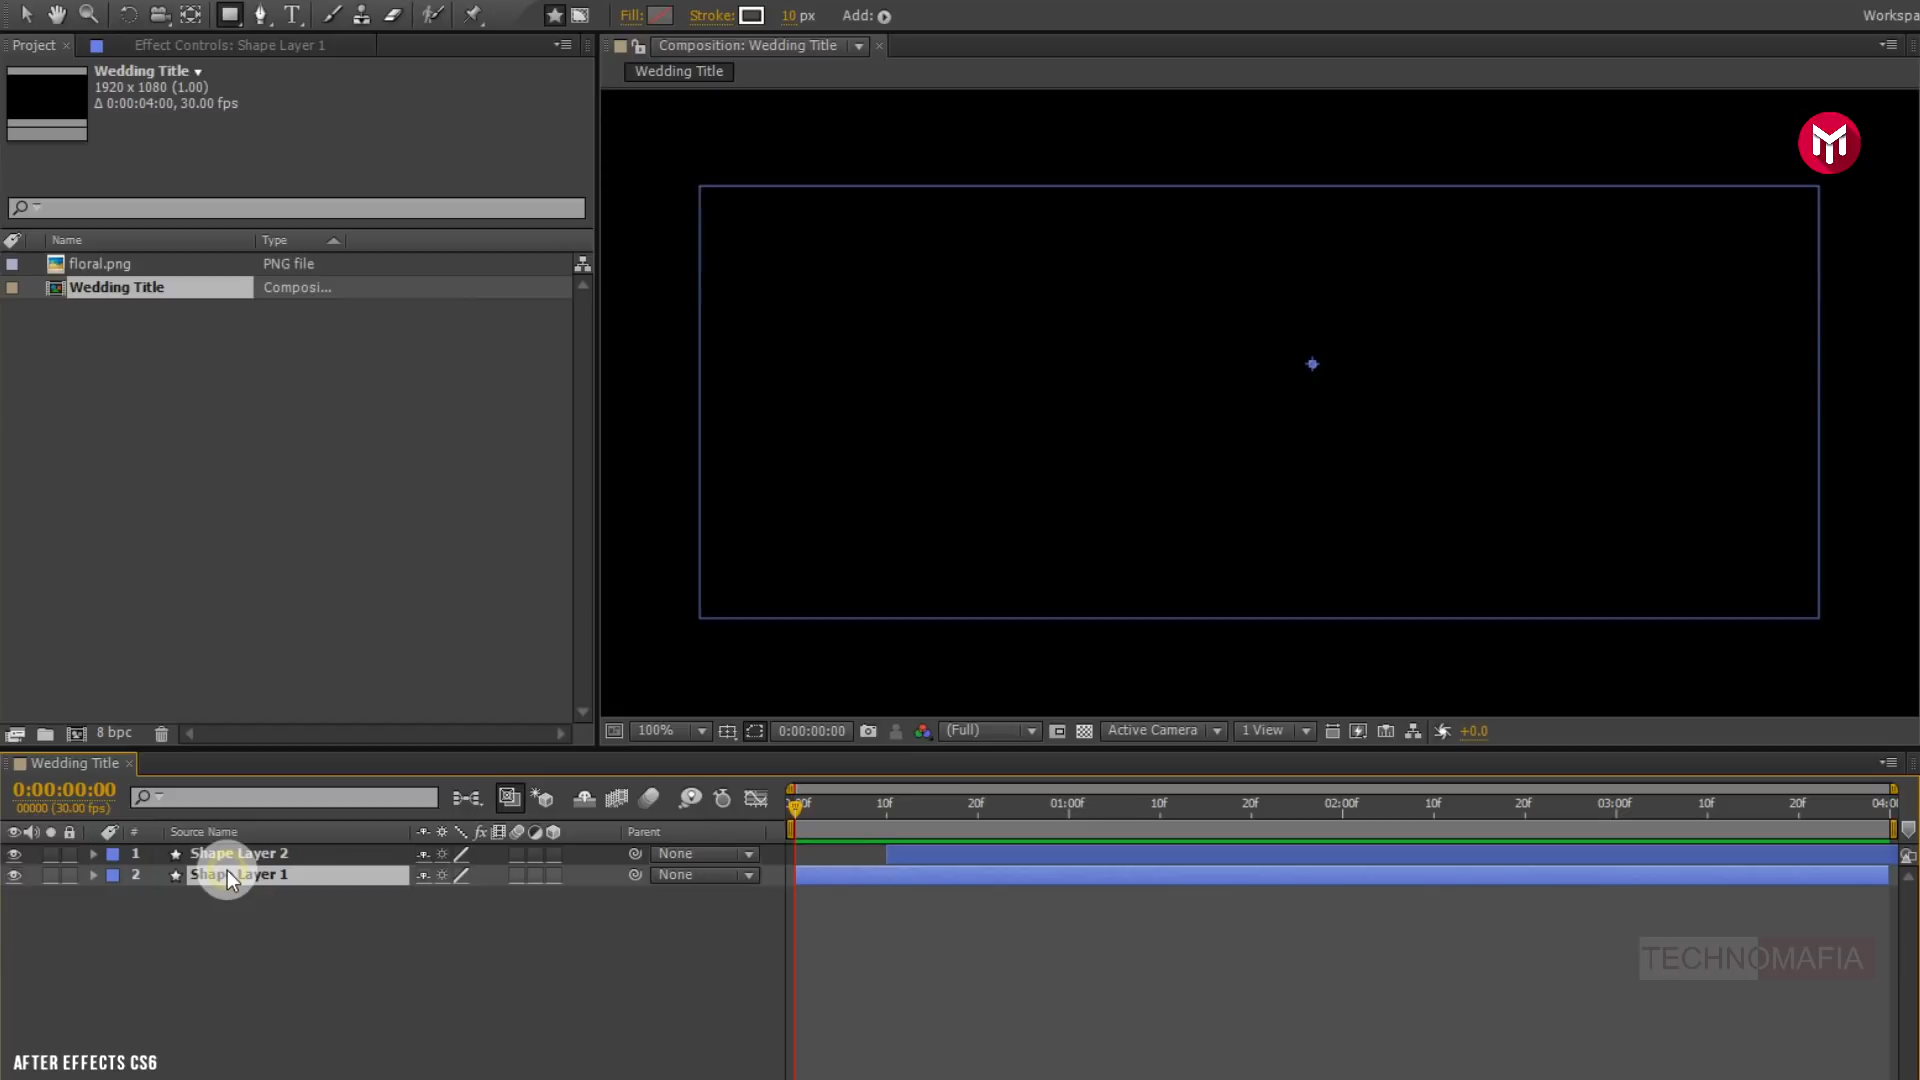 Fill: Stroke: 10 px Add: Workspa
Project Effect Controls: Shape Layer 1 Composition: Wedding Title
Wedding Title
1920 x 1080 (1.00)
Δ 0:00:04:00, 30.00 fps
Wedding Title
Name Type
floral.png PNG file
Wedding Title Composi...
8 bpc
100% 0:00:00:00 (Full) Active Camera 1 View +0.0
Wedding Title
0:00:00:00
00000 (30.00 fps)
10f 20f 01:00f 10f 20f 02:00f 10f 20f 03:00f 10f 20f 04:0
# Source Name fx Parent
1 Shape Layer 2 None
2 Shape Layer 1 None
TECHNOMAFIA
AFTER EFFECTS CS6